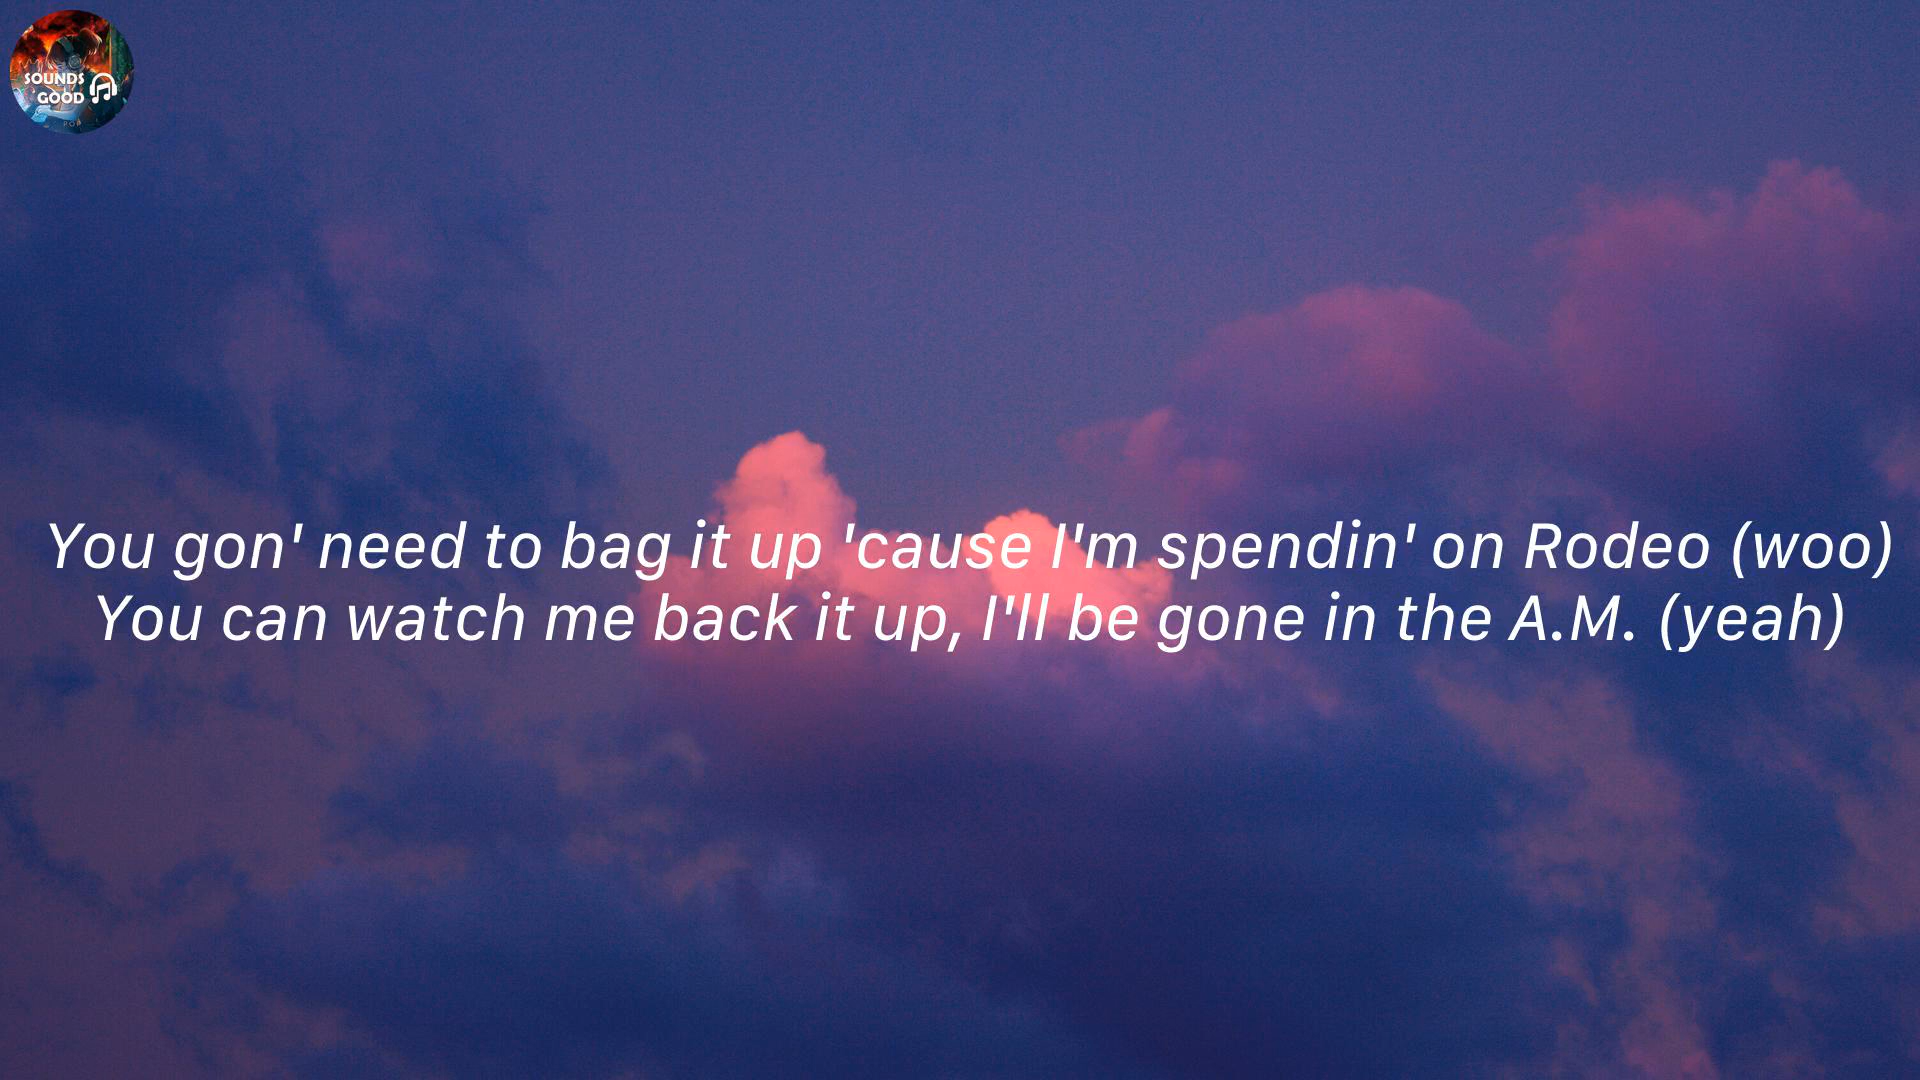 SOUNDS
GOOD
POP
You gon' need to bag it up 'cause I'm spendin' on Rodeo (woo)
You can watch me back it up, I'll be gone in the A.M. (yeah)